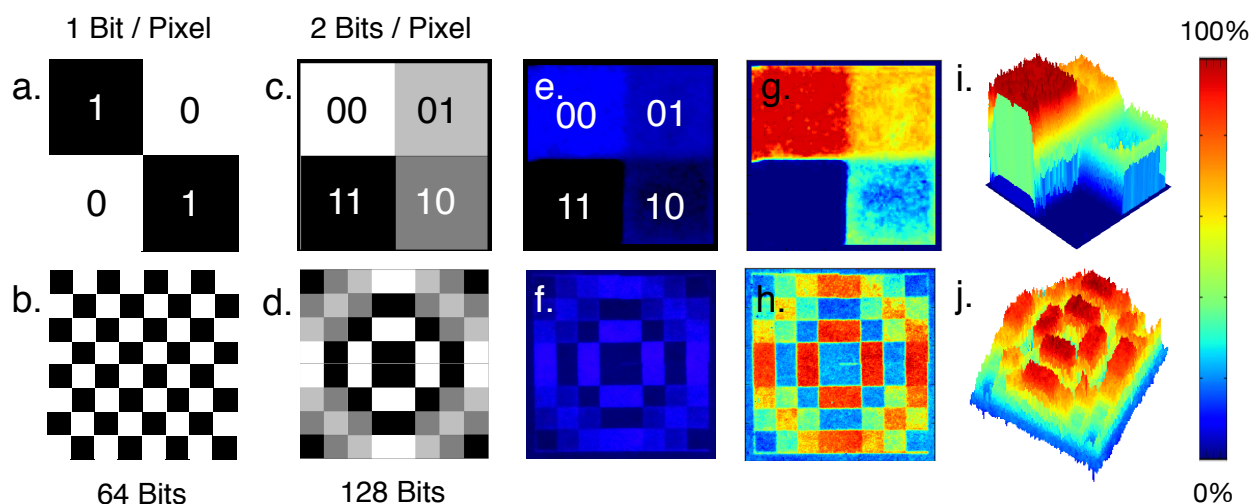 1 Bit / Pixel
2 Bits / Pixel
100%
a.
1
0
0
1
c.
00
01
11
10
e.
00
01
11
10
g.
i.
b.
d.
f.
h.
j.
64 Bits
128 Bits
0%